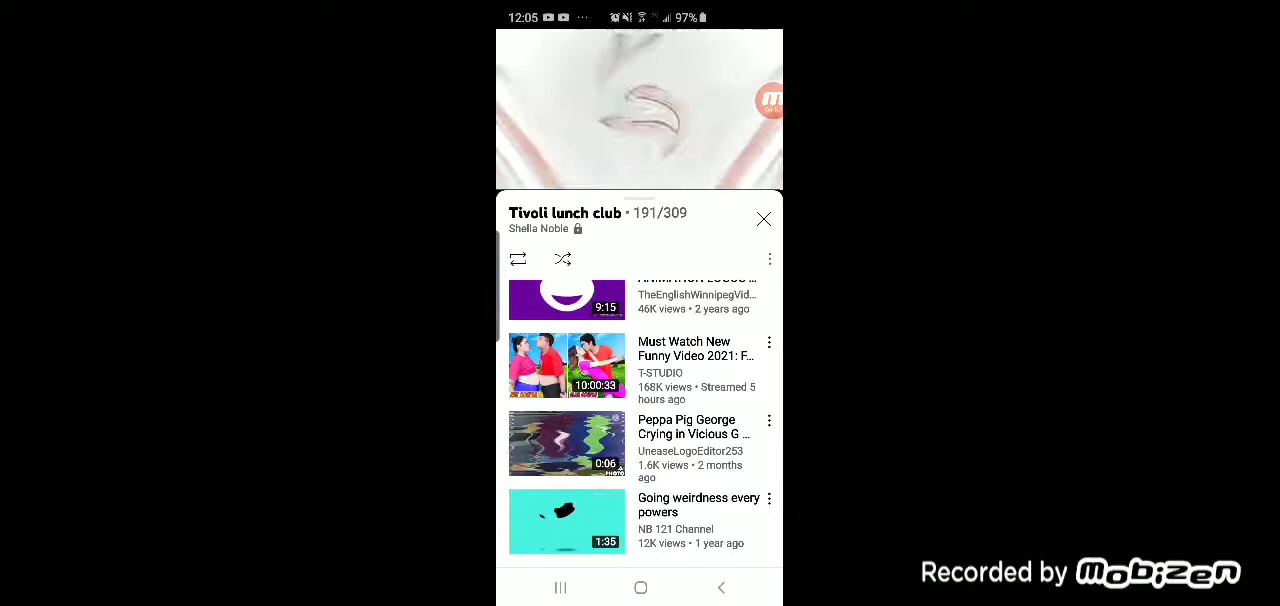 12:05 97%
04:52
Tivoli lunch club • 191/309
Shella Noble
TheEnglishWinnipegVid...
9:15
46K views • 2 years ago
Must Watch New
Funny Video 2021: F...
T-STUDIO
10:00:33
168K views • Streamed 5
hours ago
Peppa Pig George
Crying in Vicious G ...
UneaseLogoEditor253
0:06
1.6K views • 2 months
ago
Going weirdness every
powers
NB 121 Channel
1:35
12K views • 1 year ago
Recorded by mobizen